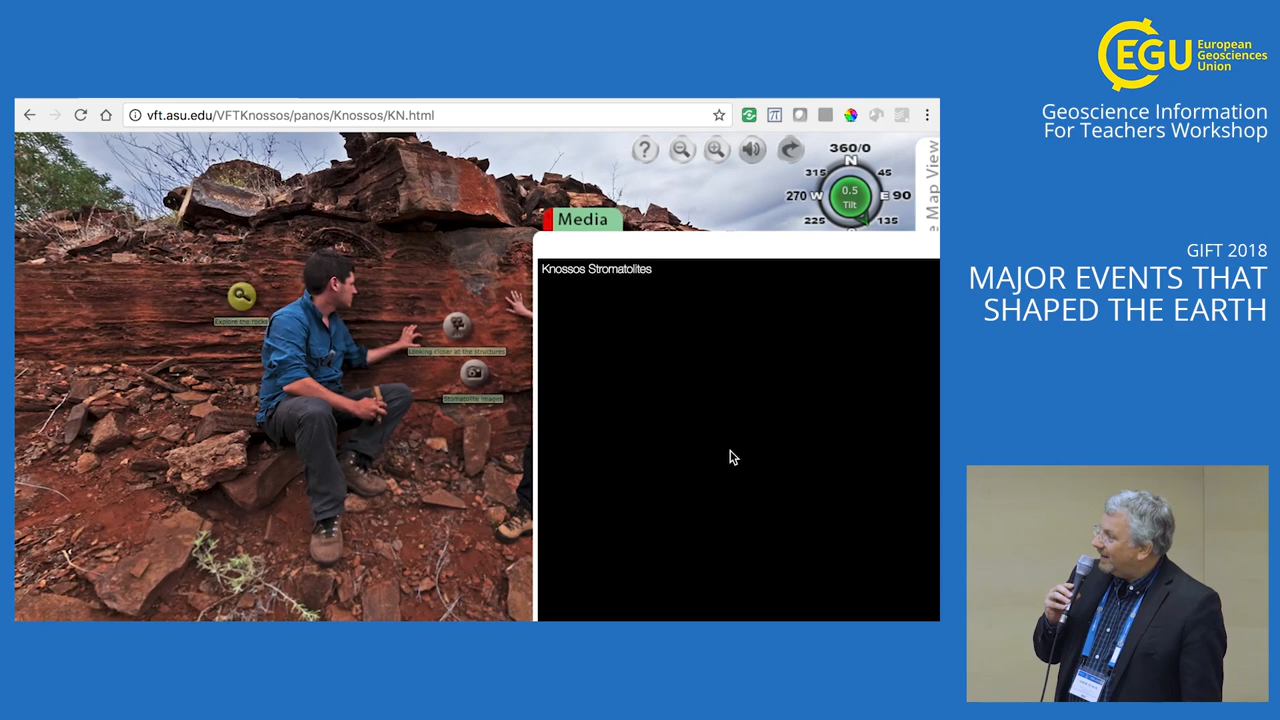 EGU
European
Geosciences
Union
Geoscience Information
For Teachers Workshop
GIFT 2018
MAJOR EVENTS THAT
SHAPED THE EARTH
vft.asu.edu/VFTKnossos/panos/Knossos/KN.html
360/0
N
315
45
270 W
0.5
E 90
Tilt
225
135
e Map View
Media
Knossos Stromatolites
Explore the rocks
Looking closer at the structures
Stromatolite images